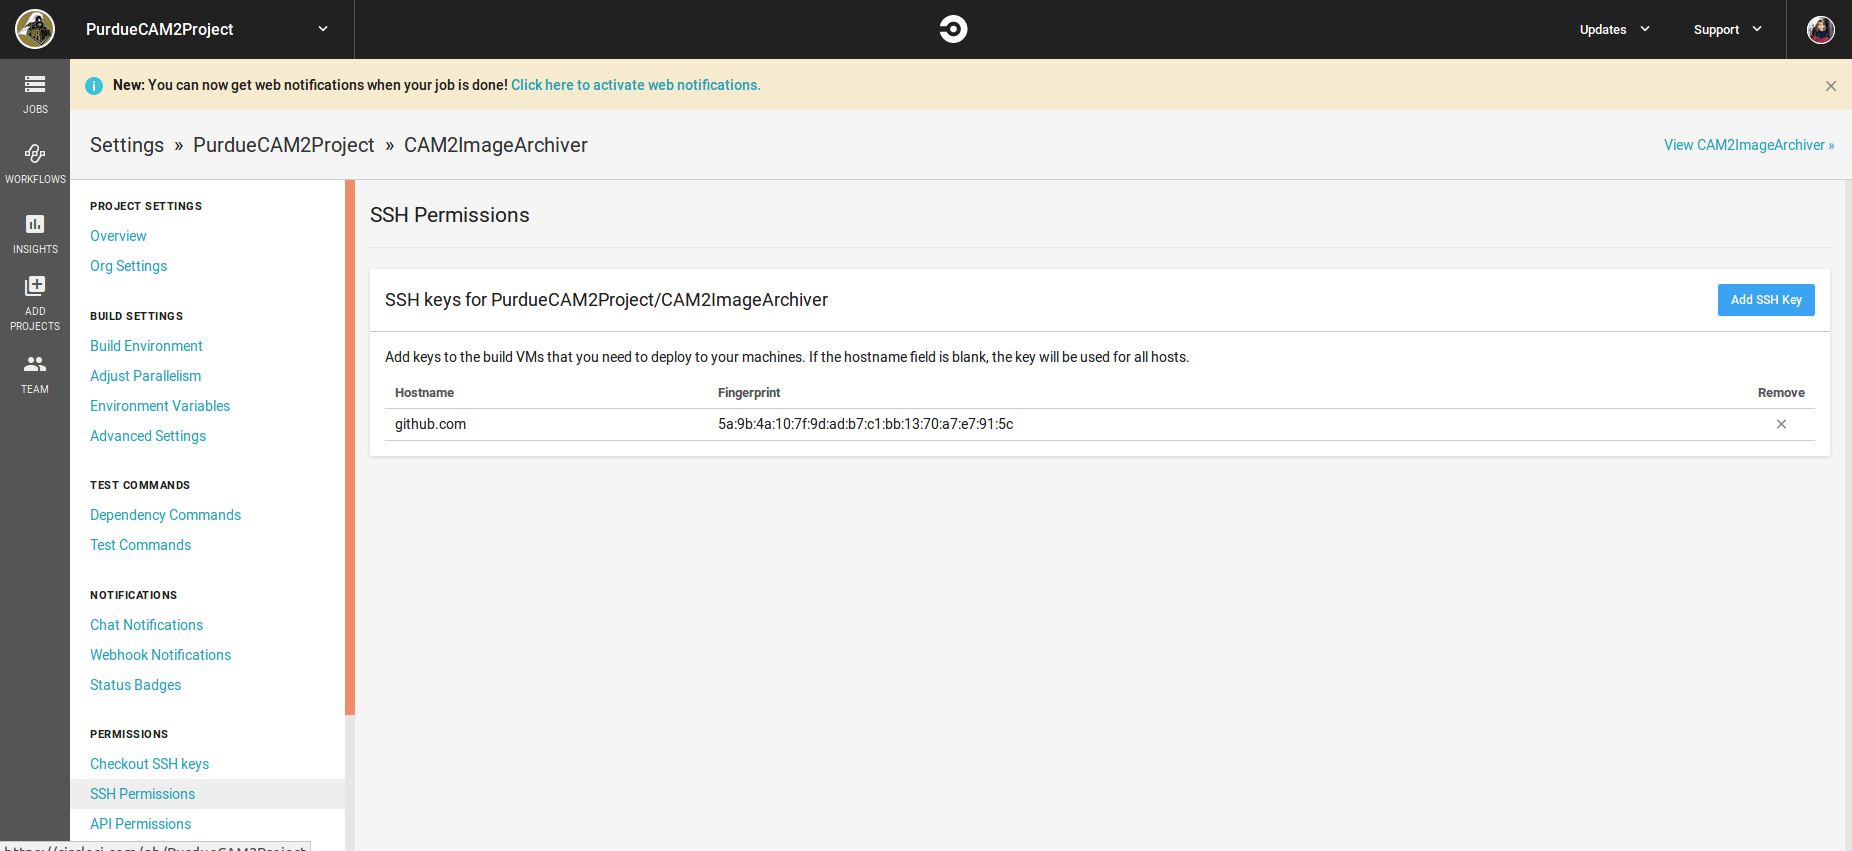 PurdueCAM2Project
Updates
Support
JOBS
WORKFLOWS
INSIGHTS
ADD
PROJECTS
TEAM
New: You can now get web notifications when your job is done! Click here to activate web notifications.
Settings » PurdueCAM2Project » CAM2ImageArchiver
View CAM2ImageArchiver »
PROJECT SETTINGS
Overview
Org Settings
BUILD SETTINGS
Build Environment
Adjust Parallelism
Environment Variables
Advanced Settings
TEST COMMANDS
Dependency Commands
Test Commands
NOTIFICATIONS
Chat Notifications
Webhook Notifications
Status Badges
PERMISSIONS
Checkout SSH keys
SSH Permissions
API Permissions
SSH Permissions
SSH keys for PurdueCAM2Project/CAM2ImageArchiver
Add SSH Key
Add keys to the build VMs that you need to deploy to your machines. If the hostname field is blank, the key will be used for all hosts.
Hostname Fingerprint Remove
github.com 5a:9b:4a:10:7f:9d:ad:b7:c1:bb:13:70:a7:e7:91:5c
https://circleci.com/gh/PurdueCAM2Project